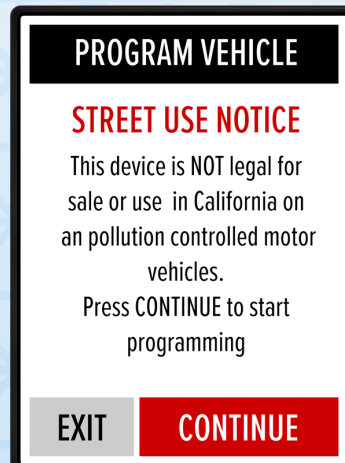 PROGRAM VEHICLE
STREET USE NOTICE
This device is NOT legal for
sale or use in California on
an pollution controlled motor
vehicles.
Press CONTINUE to start
programming
EXIT
CONTINUE